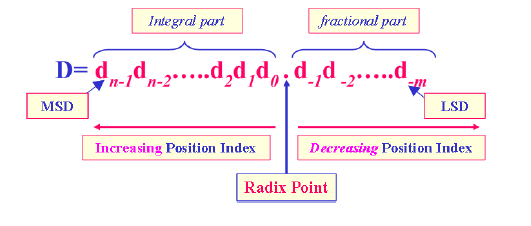 Integral part fractional part
D= dn-1dn-2.....d2d1d0.d-1d-2.....d-m
MSD LSD
Increasing Position Index Decreasing Position Index
Radix Point